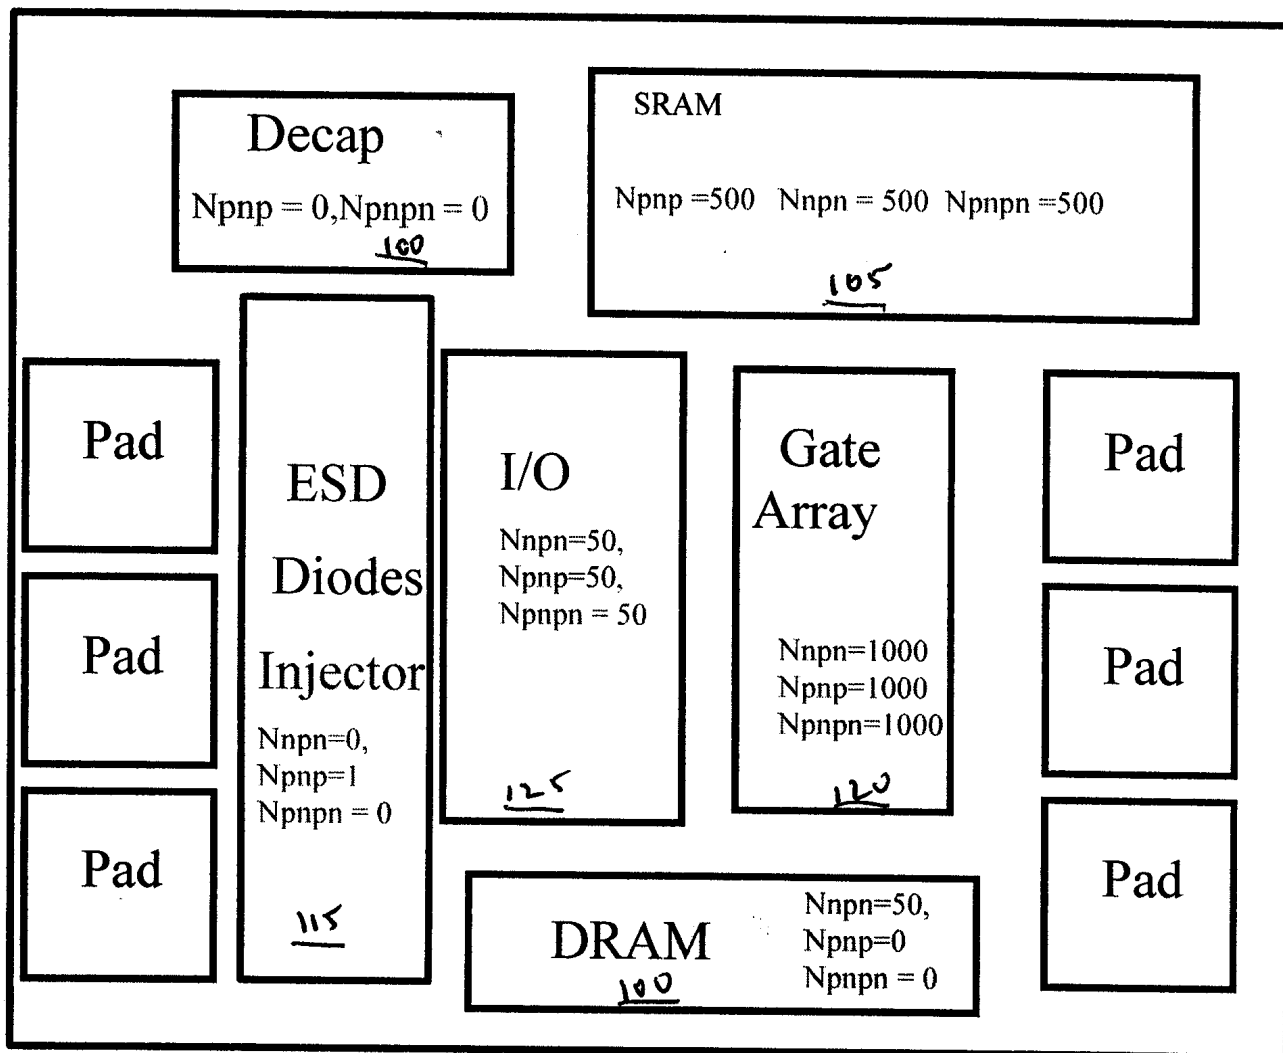 Decap
Npnp = 0,Npnpn = 0
100
SRAM
Npnp =500 Nnpn = 500 Npnpn =500
105
Pad
Pad
Pad
ESD
Diodes
Injector
Nnpn=0,
Npnp=1
Npnpn = 0
115
I/O
Nnpn=50,
Npnp=50,
Npnpn = 50
125
Gate
Array
Nnpn=1000
Npnp=1000
Npnpn=1000
120
Pad
Pad
Pad
DRAM
100
Nnpn=50,
Npnp=0
Npnpn = 0